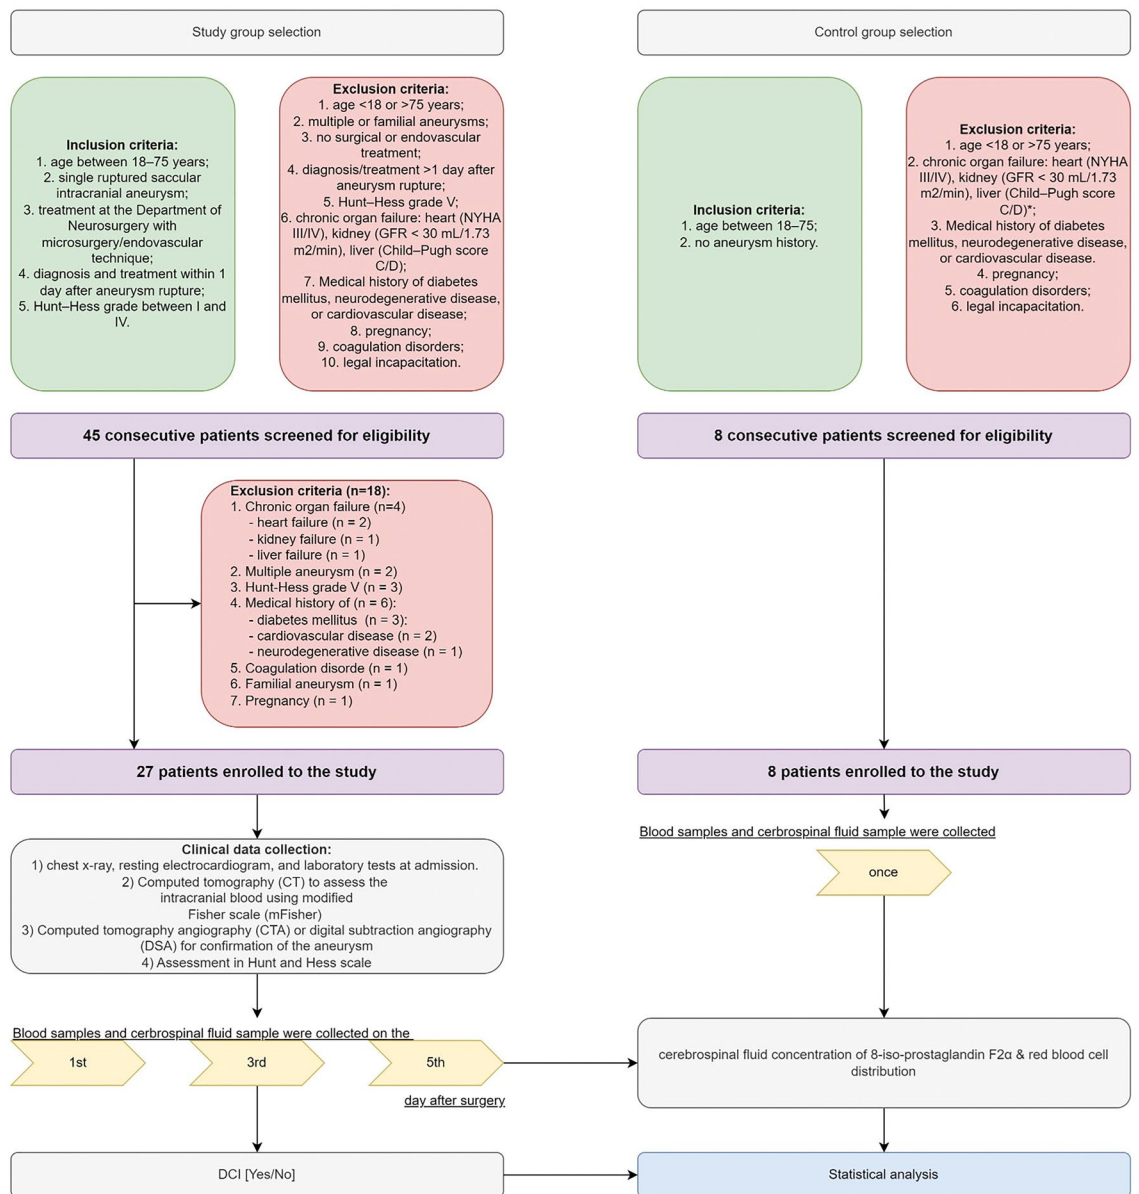 Study group selection
Control group selection
Inclusion criteria:
1. age between 18–75 years;
2. single ruptured saccular
intracranial aneurysm;
3. treatment at the Department of
Neurosurgery with
microsurgery/endovascular
technique;
4. diagnosis and treatment within 1
day after aneurysm rupture;
5. Hunt–Hess grade between I and
IV.
Exclusion criteria:
1. age <18 or >75 years;
2. multiple or familial aneurysms;
3. no surgical or endovascular
treatment;
4. diagnosis/treatment >1 day after
aneurysm rupture;
5. Hunt–Hess grade V;
6. chronic organ failure: heart (NYHA
III/IV), kidney (GFR < 30 mL/1.73
m2/min), liver (Child–Pugh score
C/D);
7. Medical history of diabetes
mellitus, neurodegenerative disease,
or cardiovascular disease;
8. pregnancy;
9. coagulation disorders;
10. legal incapacitation.
Inclusion criteria:
1. age between 18–75;
2. no aneurysm history.
Exclusion criteria:
1. age <18 or >75 years;
2. chronic organ failure: heart (NYHA
III/IV), kidney (GFR < 30 mL/1.73
m2/min), liver (Child–Pugh score
C/D)*;
3. Medical history of diabetes
mellitus, neurodegenerative disease,
or cardiovascular disease.
4. pregnancy;
5. coagulation disorders;
6. legal incapacitation.
45 consecutive patients screened for eligibility
8 consecutive patients screened for eligibility
Exclusion criteria (n=18):
1. Chronic organ failure (n=4)
- heart failure (n = 2)
- kidney failure (n = 1)
- liver failure (n = 1)
2. Multiple aneurysm (n = 2)
3. Hunt-Hess grade V (n = 3)
4. Medical history of (n = 6):
- diabetes mellitus (n = 3):
- cardiovascular disease (n = 2)
- neurodegenerative disease (n = 1)
5. Coagulation disorde (n = 1)
6. Familial aneurysm (n = 1)
7. Pregnancy (n = 1)
27 patients enrolled to the study
8 patients enrolled to the study
Clinical data collection:
1) chest x-ray, resting electrocardiogram, and laboratory tests at admission.
2) Computed tomography (CT) to assess the
intracranial blood using modified
Fisher scale (mFisher)
3) Computed tomography angiography (CTA) or digital subtraction angiography
(DSA) for confirmation of the aneurysm
4) Assessment in Hunt and Hess scale
Blood samples and cerbrospinal fluid sample were collected
once
Blood samples and cerbrospinal fluid sample were collected on the
1st
3rd
5th
day after surgery
cerebrospinal fluid concentration of 8-iso-prostaglandin F2α & red blood cell
distribution
DCI [Yes/No]
Statistical analysis